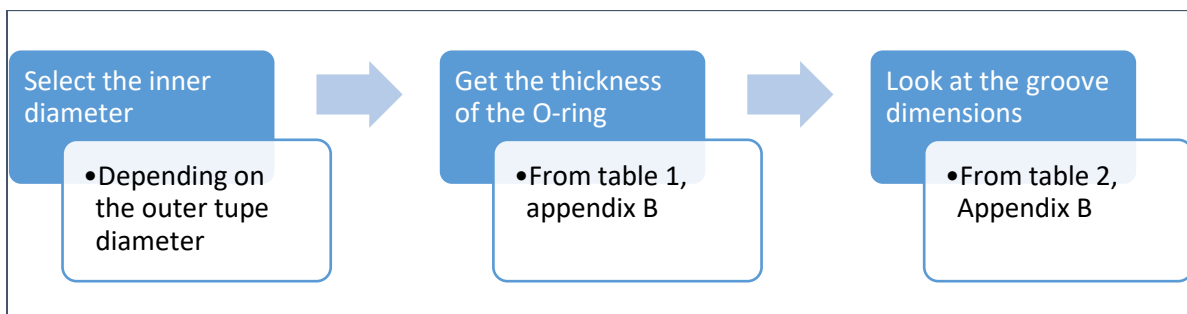 Select the inner
diameter
•Depending on
the outer tupe
diameter
Get the thickness
of the O-ring
•From table 1,
appendix B
Look at the groove
dimensions
•From table 2,
Appendix B